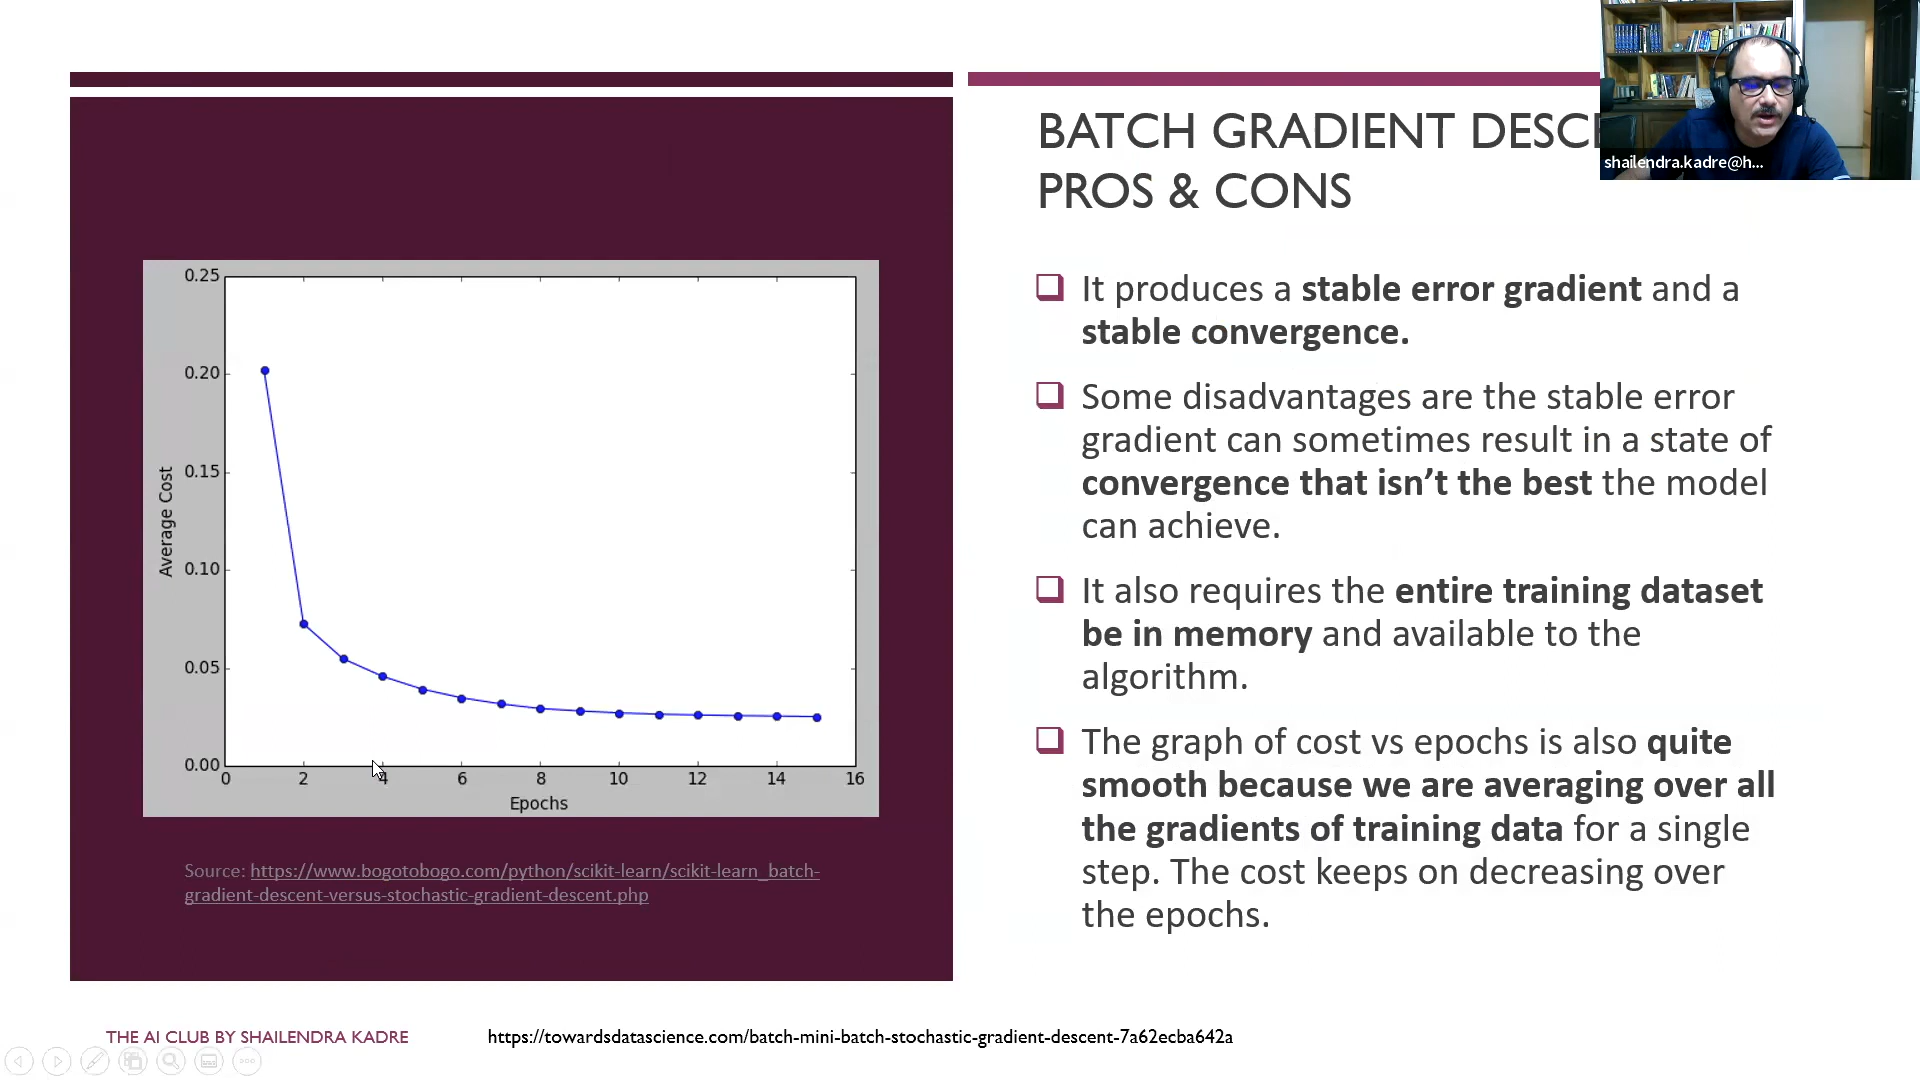 BATCH GRADIENT
PROS & CONS
shailendra.kadre@h...
0.25
0.20
0.15
0.10
0.05
0.00
Average Cost
0 2 4 6 8 10 12 14 16
Epochs
Source: https://www.bogotobogo.com/python/scikit-learn/scikit-learn_batch-
gradient-descent-versus-stochastic-gradient-descent.php
It produces a stable error gradient and a
stable convergence.
Some disadvantages are the stable error
gradient can sometimes result in a state of
convergence that isn’t the best the model
can achieve.
It also requires the entire training dataset
be in memory and available to the
algorithm.
The graph of cost vs epochs is also quite
smooth because we are averaging over all
the gradients of training data for a single
step. The cost keeps on decreasing over
the epochs.
THE AI CLUB BY SHAILENDRA KADRE
https://towardsdatascience.com/batch-mini-batch-stochastic-gradient-descent-7a62ecba642a